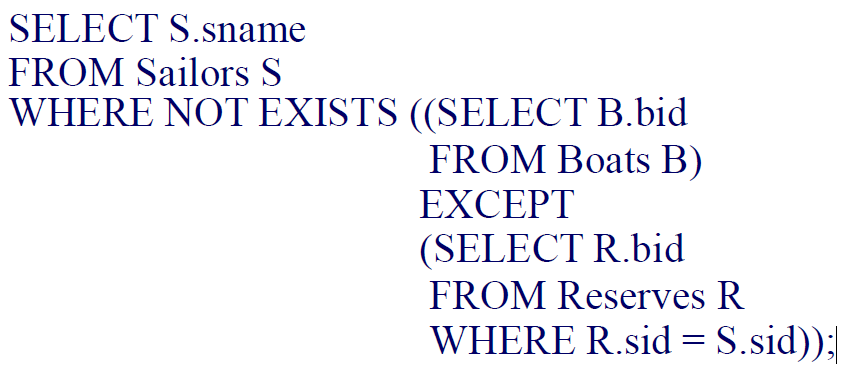 SELECT S.sname
FROM Sailors S
WHERE NOT EXISTS ((SELECT B.bid
FROM Boats B)
EXCEPT
(SELECT R.bid
FROM Reserves R
WHERE R.sid = S.sid));